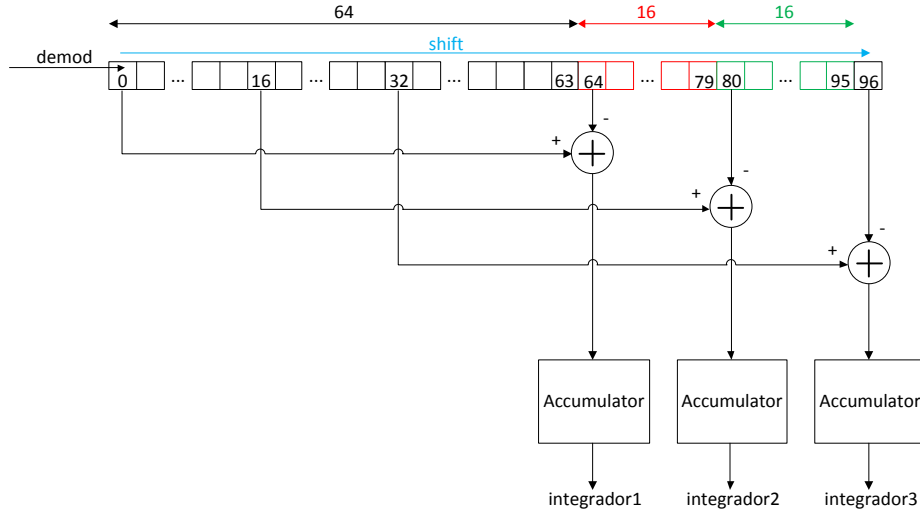 64 16 16
shift
demod
0 ... 16 ... 32 ... 63 64 ... 79 80 ... 95 96
-
+
-
+
-
+
Accumulator Accumulator Accumulator
integrador1 integrador2 integrador3